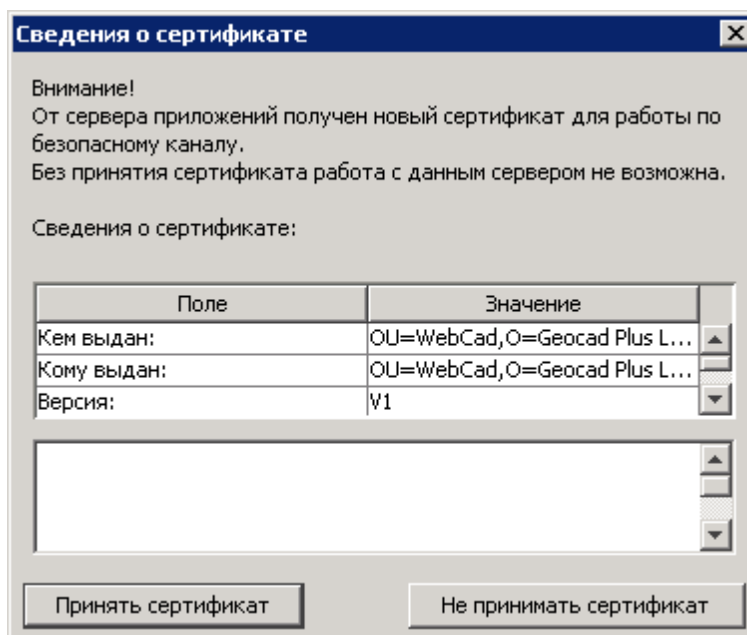 Сведения о сертификате
Внимание!
От сервера приложений получен новый сертификат для работы по
безопасному каналу.
Без принятия сертификата работа с данным сервером не возможна.
Сведения о сертификате:
Поле Значение
Кем выдан: OU=WebCad,O=Geocad Plus L...
Кому выдан: OU=WebCad,O=Geocad Plus L...
Версия: V1
Принять сертификат Не принимать сертификат